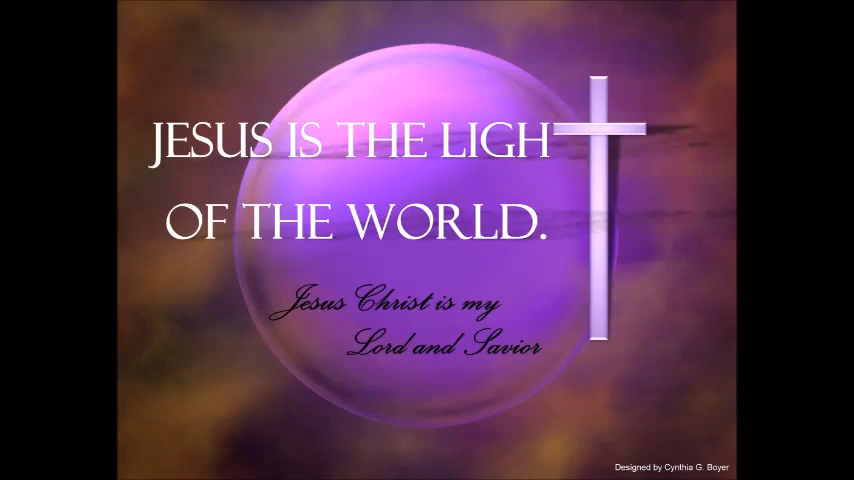 JESUS IS THE LIGH
OF THE WORLD.
Jesus Christ is my
Lord and Savior
Designed by Cynthia G. Boyer